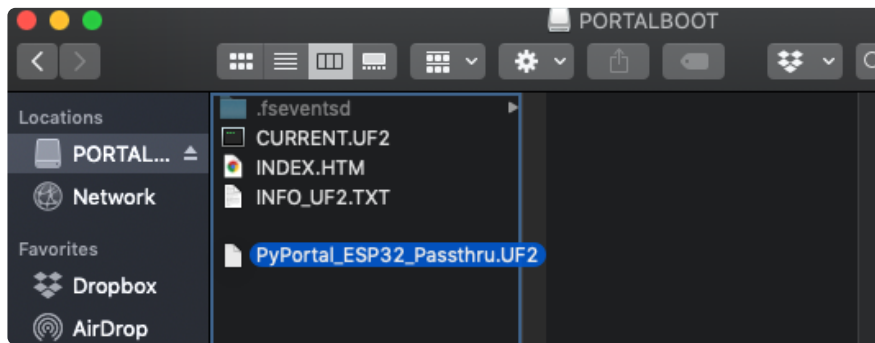 PORTALBOOT
Locations
PORTAL...
Network
Favorites
Dropbox
AirDrop
.fseventsd
CURRENT.UF2
INDEX.HTM
INFO_UF2.TXT
PyPortal_ESP32_Passthru.UF2